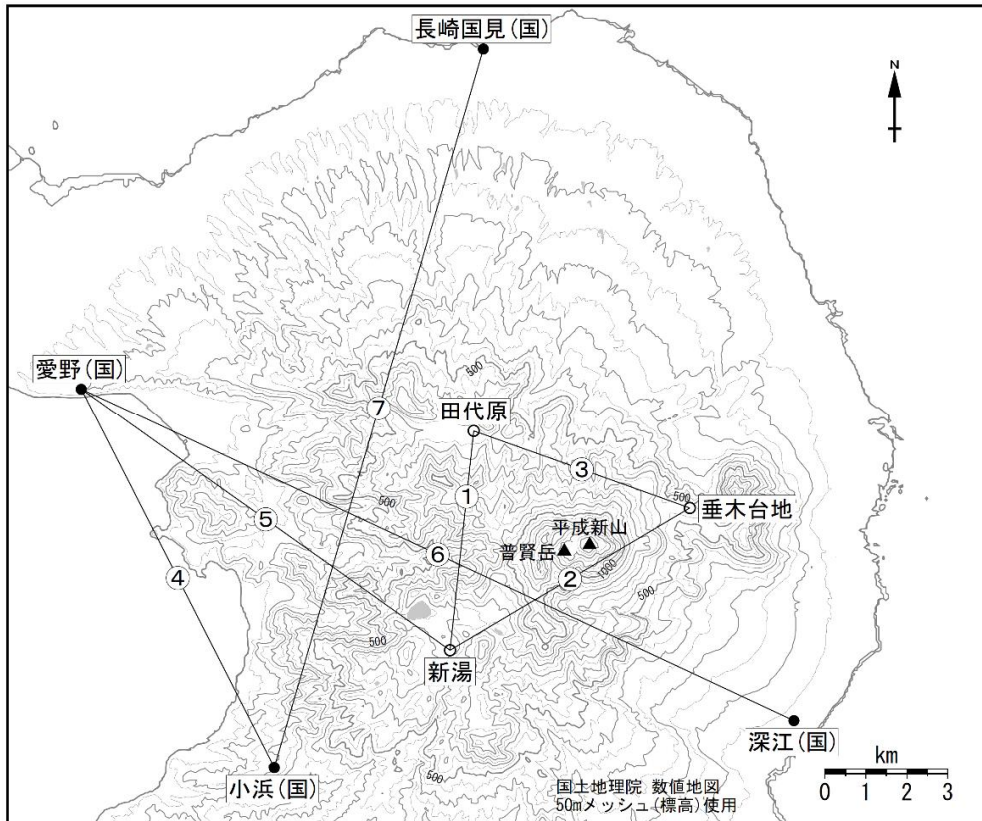 長崎国見(国)
N
愛野(国)
500
⑦
田代原
③
500
垂木台地
①
500
⑤
平成新山
普賢岳
⑥
②
1000
④
500
500
新湯
深江(国)
小浜(国)
500
km
0 1 2 3
国土地理院 数値地図
50mメッシュ(標高)使用